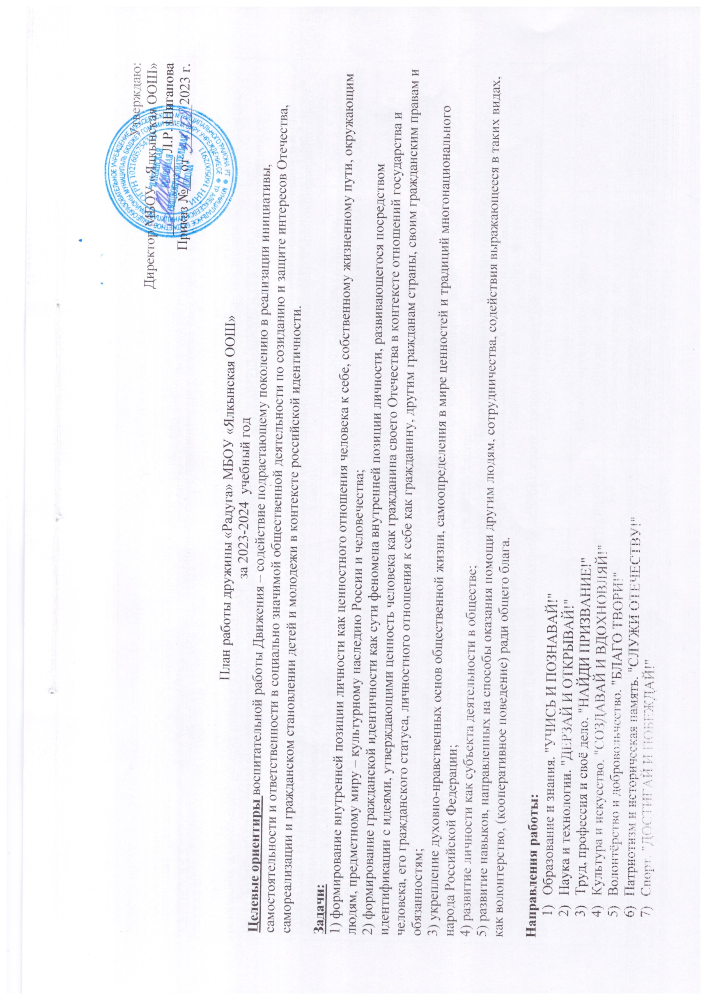 Утверждаю:
Директор МБОУ «Ялкынская ООШ»
Л.Р. Шигапова
Приказ № от 2023 г.
План работы дружины «Радуга» МБОУ «Ялкынская ООШ»
за 2023-2024 учебный год
Целевые ориентиры воспитательной работы Движения – содействие подрастающему поколению в реализации инициативы,
самостоятельности и ответственности в социально значимой общественной деятельности по созиданию и защите интересов Отечества,
самореализации и гражданском становлении детей и молодежи в контексте российской идентичности.
Задачи:
1) формирование внутренней позиции личности как ценностного отношения человека к себе, собственному жизненному пути, окружающим
людям, предметному миру – культурному наследию России и человечества;
2) формирование гражданской идентичности как сути феномена внутренней позиции личности, развивающегося посредством
идентификации с идеями, утверждающими ценность человека как гражданина своего Отечества в контексте отношений государства и
человека, его гражданского статуса, личностного отношения к себе как гражданину, другим гражданам страны, своим гражданским правам и
обязанностям;
3) укрепление духовно-нравственных основ общественной жизни, самоопределения в мире ценностей и традиций многонационального
народа Российской Федерации;
4) развитие личности как субъекта деятельности в обществе;
5) развитие навыков, направленных на способы оказания помощи другим людям, сотрудничества, содействия выражающееся в таких видах,
как волонтерство, (кооперативное поведение) ради общего блага.
Направления работы:
1) Образование и знания. "УЧИСЬ И ПОЗНАВАЙ!"
2) Наука и технологии. "ДЕРЗАЙ И ОТКРЫВАЙ!"
3) Труд, профессия и своё дело. "НАЙДИ ПРИЗВАНИЕ!"
4) Культура и искусство. "СОЗДАВАЙ И ВДОХНОВЛЯЙ!"
5) Волонтёрство и добровольчество. "БЛАГО ТВОРИ!"
6) Патриотизм и историческая память. "СЛУЖИ ОТЕЧЕСТВУ!"
7) Спорт. "ДОСТИГАЙ И ПОБЕЖДАЙ!"